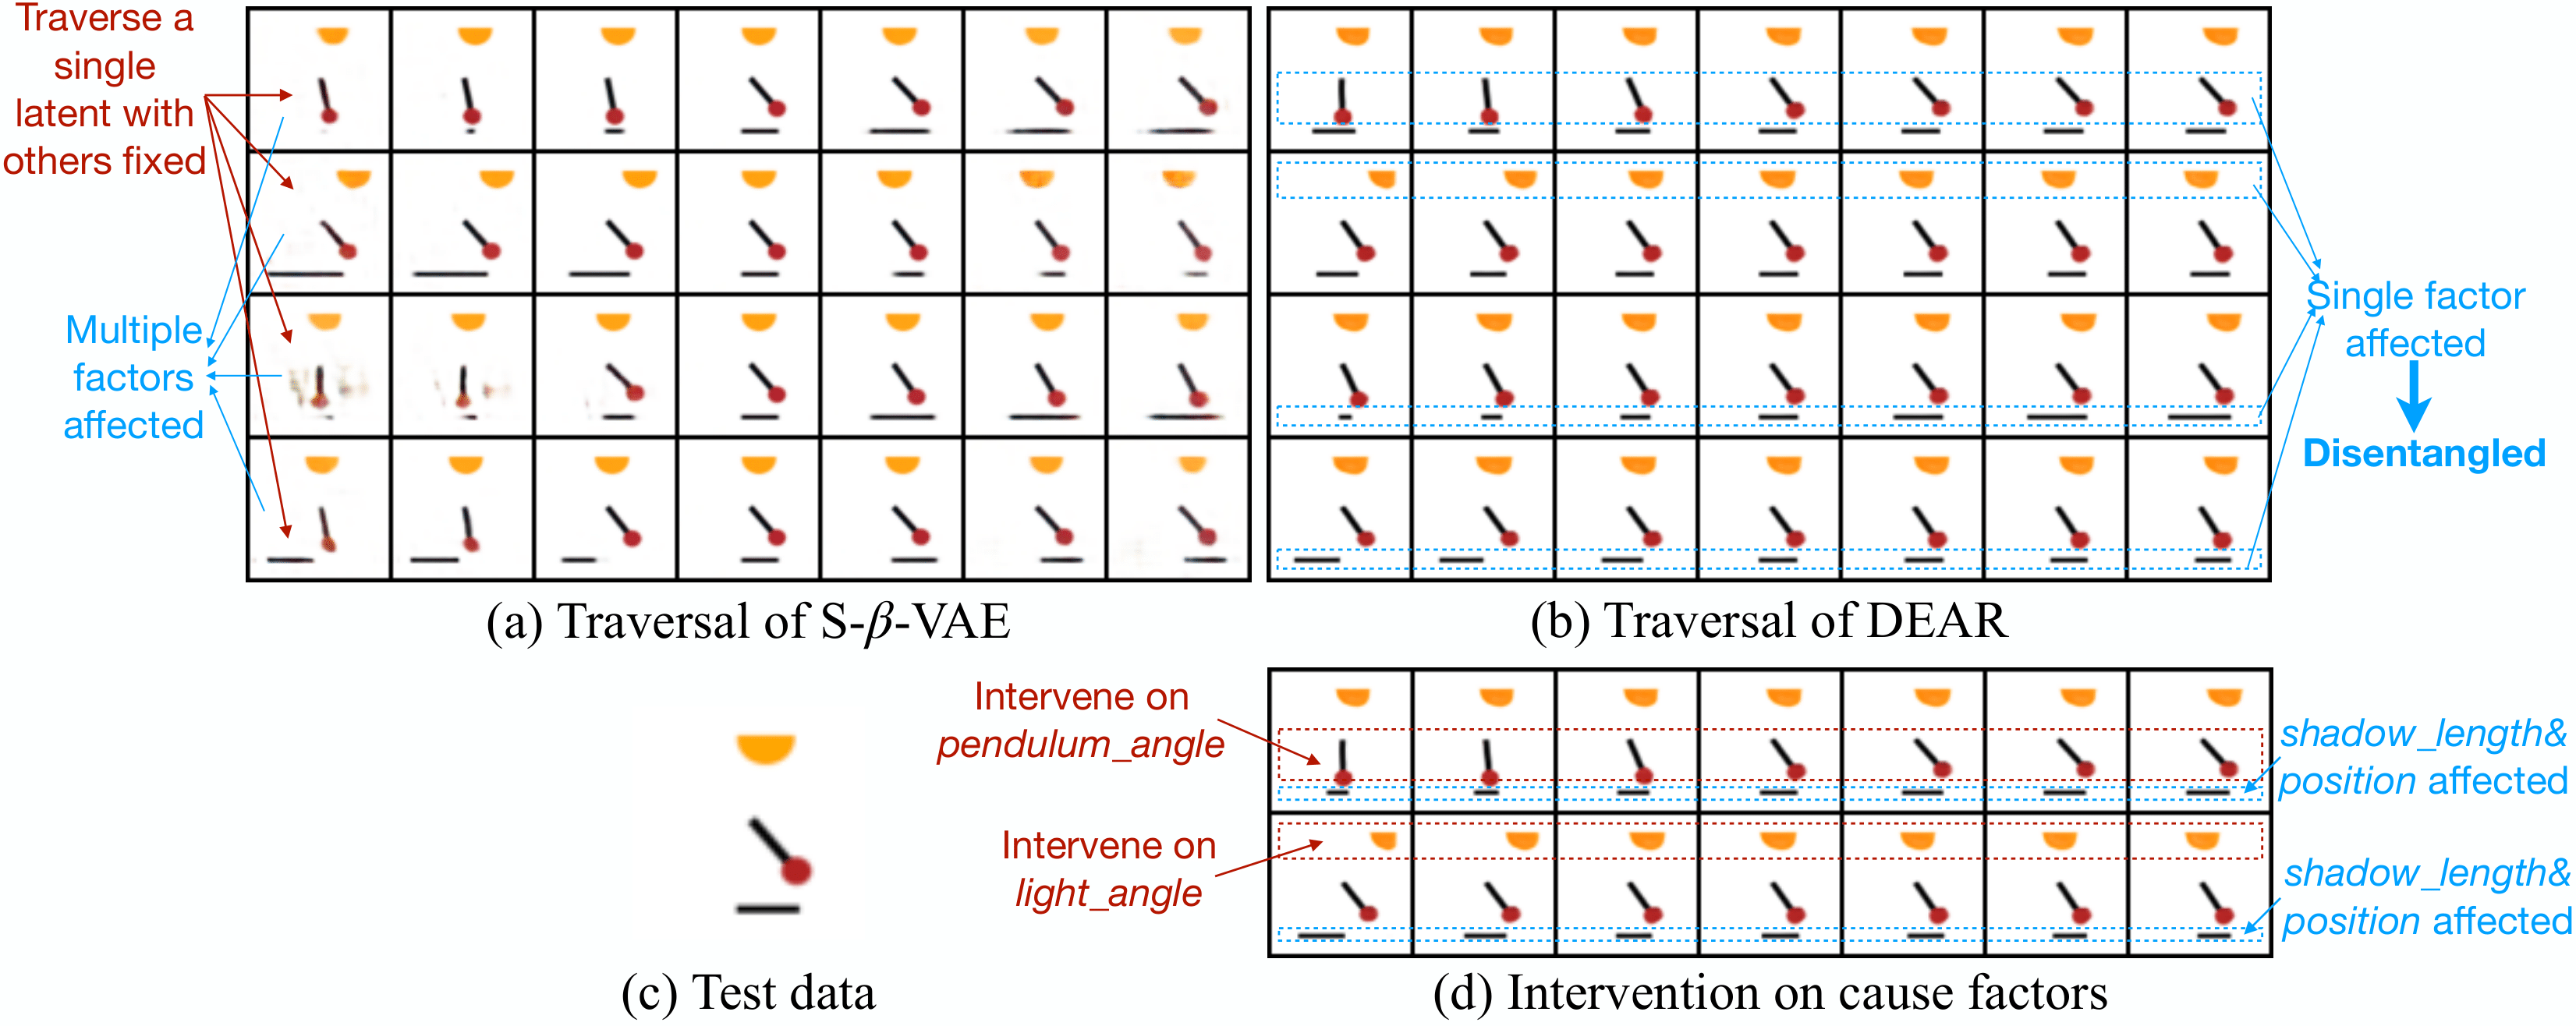 Traverse a
single
latent with
others fixed
Multiple
factors
affected
Single factor
affected
Disentangled
(a) Traversal of S-β-VAE
(b) Traversal of DEAR
Intervene on
pendulum_angle
shadow_length&
position affected
Intervene on
light_angle
shadow_length&
position affected
(c) Test data
(d) Intervention on cause factors